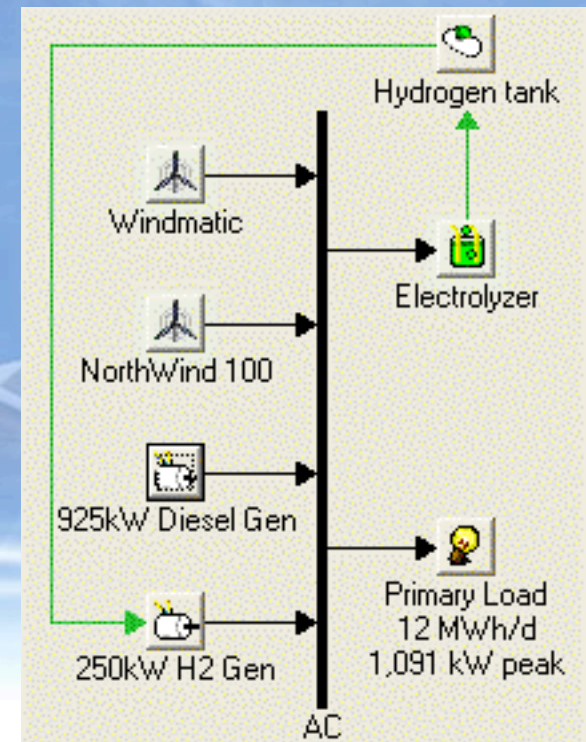 Hydrogen tank
Windmatic
Electrolyzer
NorthWind 100
925kW Diesel Gen
Primary Load
12 MWh/d
1,091 kW peak
250kW H2 Gen
AC